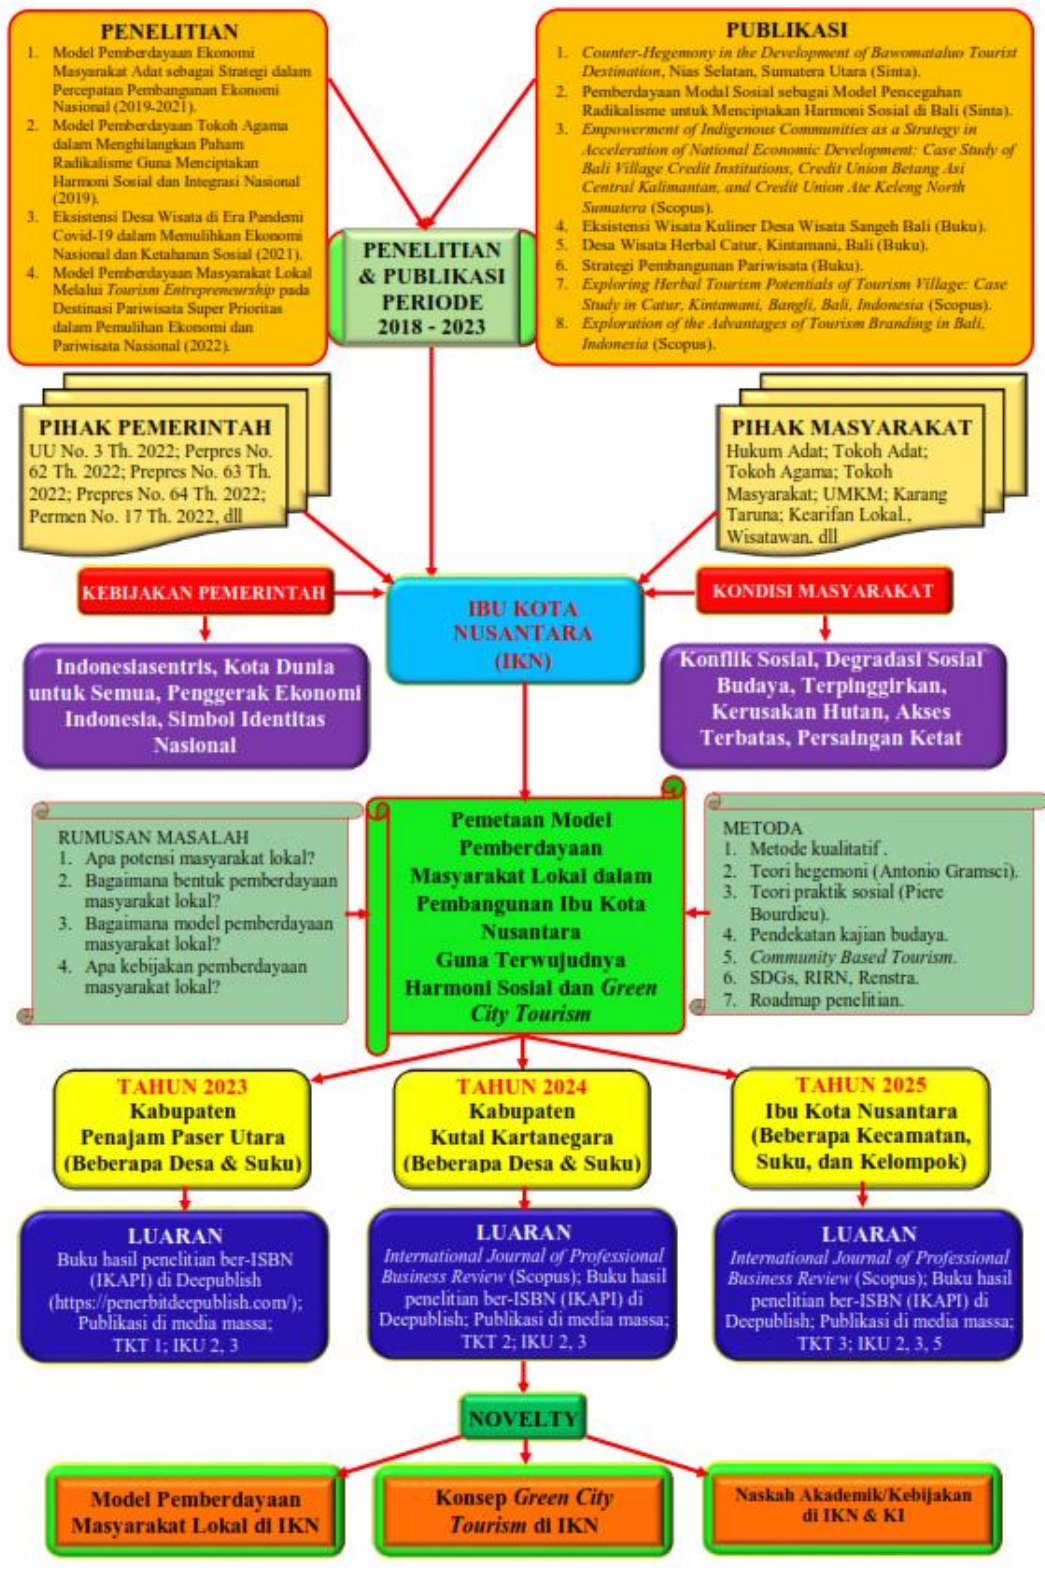 PENELITIAN
1. Model Pemberdayaan Ekonomi
Masyarakat Adat sebagai Strategi dalam
Percepatan Pembangunan Ekonomi
Nasional (2019-2021).
2. Model Pemberdayaan Tokoh Agama
dalam Menghilangkan Paham
Radikalisme Guna Menciptakan
Harmoni Sosial dan Integrasi Nasional
(2019).
3. Eksistensi Desa Wisata di Era Pandemi
Covid-19 dalam Memulihkan Ekonomi
Nasional dan Ketahanan Sosial (2021).
4. Model Pemberdayaan Masyarakat Lokal
Melalui Tourism Entrepreneurship pada
Destinasi Pariwisata Super Prioritas
dalam Pemulihan Ekonomi dan
Pariwisata Nasional (2022).
PUBLIKASI
1. Counter-Hegemony in the Development of Bawomataluo Tourist
Destination, Nias Selatan, Sumatera Utara (Sinta).
2. Pemberdayaan Modal Sosial sebagai Model Pencegahan
Radikalisme untuk Menciptakan Harmoni Sosial di Bali (Sinta).
3. Empowerment of Indigenous Communities as a Strategy in
Acceleration of National Economic Development: Case Study of
Bali Village Credit Institutions, Credit Union Betang Asi
Central Kalimantan, and Credit Union Ate Keleng North
Sumatera (Scopus).
4. Eksistensi Wisata Kuliner Desa Wisata Sangeh Bali (Buku).
5. Desa Wisata Herbal Catur, Kintamani, Bali (Buku).
6. Strategi Pembangunan Pariwisata (Buku).
7. Exploring Herbal Tourism Potentials of Tourism Village: Case
Study in Catur, Kintamani, Bangli, Bali, Indonesia (Scopus).
8. Exploration of the Advantages of Tourism Branding in Bali,
Indonesia (Scopus).
PENELITIAN
& PUBLIKASI
PERIODE
2018 - 2023
PIHAK PEMERINTAH
UU No. 3 Th. 2022; Perpres No.
62 Th. 2022; Prepres No. 63 Th.
2022; Prepres No. 64 Th. 2022;
Permen No. 17 Th. 2022, dll
PIHAK MASYARAKAT
Hukum Adat; Tokoh Adat;
Tokoh Agama; Tokoh
Masyarakat; UMKM; Karang
Taruna; Kearifan Lokal.,
Wisatawan. dll
KEBIJAKAN PEMERINTAH
IBU KOTA
NUSANTARA
(IKN)
KONDISI MASYARAKAT
Indonesiasentris, Kota Dunia
untuk Semua, Penggerak Ekonomi
Indonesia, Simbol Identitas
Nasional
Konflik Sosial, Degradasi Sosial
Budaya, Terpinggirkan,
Kerusakan Hutan, Akses
Terbatas, Persaingan Ketat
RUMUSAN MASALAH
1. Apa potensi masyarakat lokal?
2. Bagaimana bentuk pemberdayaan
masyarakat lokal?
3. Bagaimana model pemberdayaan
masyarakat lokal?
4. Apa kebijakan pemberdayaan
masyarakat lokal?
Pemetaan Model
Pemberdayaan
Masyarakat Lokal dalam
Pembangunan Ibu Kota
Nusantara
Guna Terwujudnya
Harmoni Sosial dan Green
City Tourism
METODA
1. Metode kualitatif .
2. Teori hegemoni (Antonio Gramsci).
3. Teori praktik sosial (Piere
Bourdieu).
4. Pendekatan kajian budaya.
5. Community Based Tourism.
6. SDGs, RIRN, Renstra.
7. Roadmap penelitian.
TAHUN 2023
Kabupaten
Penajam Paser Utara
(Beberapa Desa & Suku)
TAHUN 2024
Kabupaten
Kutai Kartanegara
(Beberapa Desa & Suku)
TAHUN 2025
Ibu Kota Nusantara
(Beberapa Kecamatan,
Suku, dan Kelompok)
LUARAN
Buku hasil penelitian ber-ISBN
(IKAPI) di Deepublish
(https://penerbitdeepublish.com/);
Publikasi di media massa;
TKT 1; IKU 2, 3
LUARAN
International Journal of Professional
Business Review (Scopus); Buku hasil
penelitian ber-ISBN (IKAPI) di
Deepublish; Publikasi di media massa;
TKT 2; IKU 2, 3
LUARAN
International Journal of Professional
Business Review (Scopus); Buku hasil
penelitian ber-ISBN (IKAPI) di
Deepublish; Publikasi di media massa;
TKT 3; IKU 2, 3, 5
NOVELTY
Model Pemberdayaan
Masyarakat Lokal di IKN
Konsep Green City
Tourism di IKN
Naskah Akademik/Kebijakan
di IKN & KI